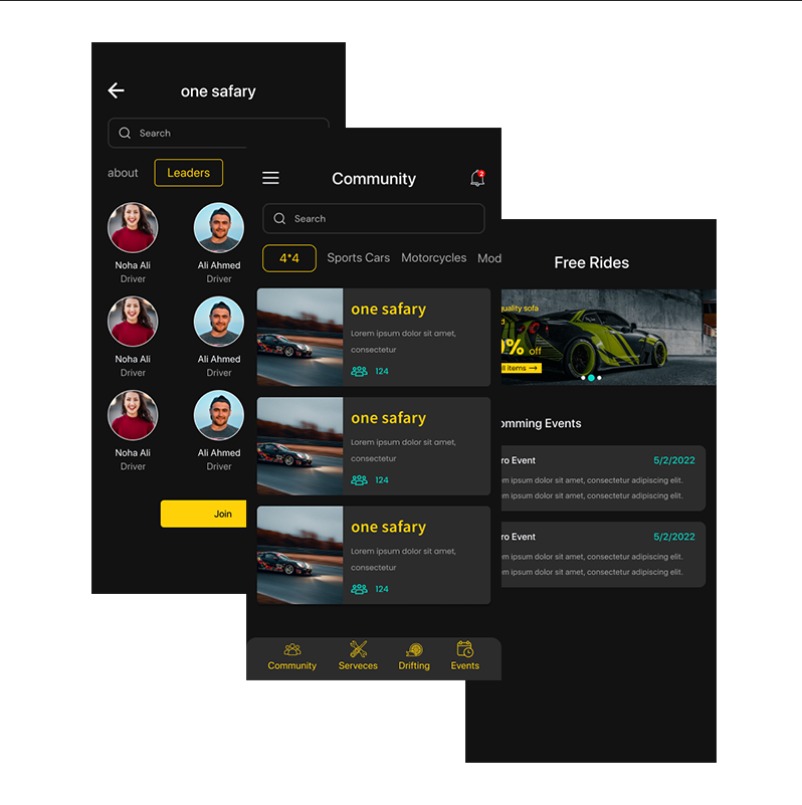 one safary
Search
about
Leaders
Noha Ali
Driver
Ali Ahmed
Driver
Noha Ali
Driver
Ali Ahmed
Driver
Noha Ali
Driver
Ali Ahmed
Driver
Join
Community
2
Search
4*4
Sports Cars
Motorcycles
Mod
one safary
Lorem ipsum dolor sit amet,
consectetur
124
one safary
Lorem ipsum dolor sit amet,
consectetur
124
one safary
Lorem ipsum dolor sit amet,
consectetur
124
Community
Serveces
Drifting
Events
Free Rides
uality sofa
% off
items
omming Events
ro Event
5/2/2022
m ipsum dolor sit amet, consectetur adipiscing elit.
m ipsum dolor sit amet, consectetur adipiscing elit.
ro Event
5/2/2022
m ipsum dolor sit amet, consectetur adipiscing elit.
m ipsum dolor sit amet, consectetur adipiscing elit.